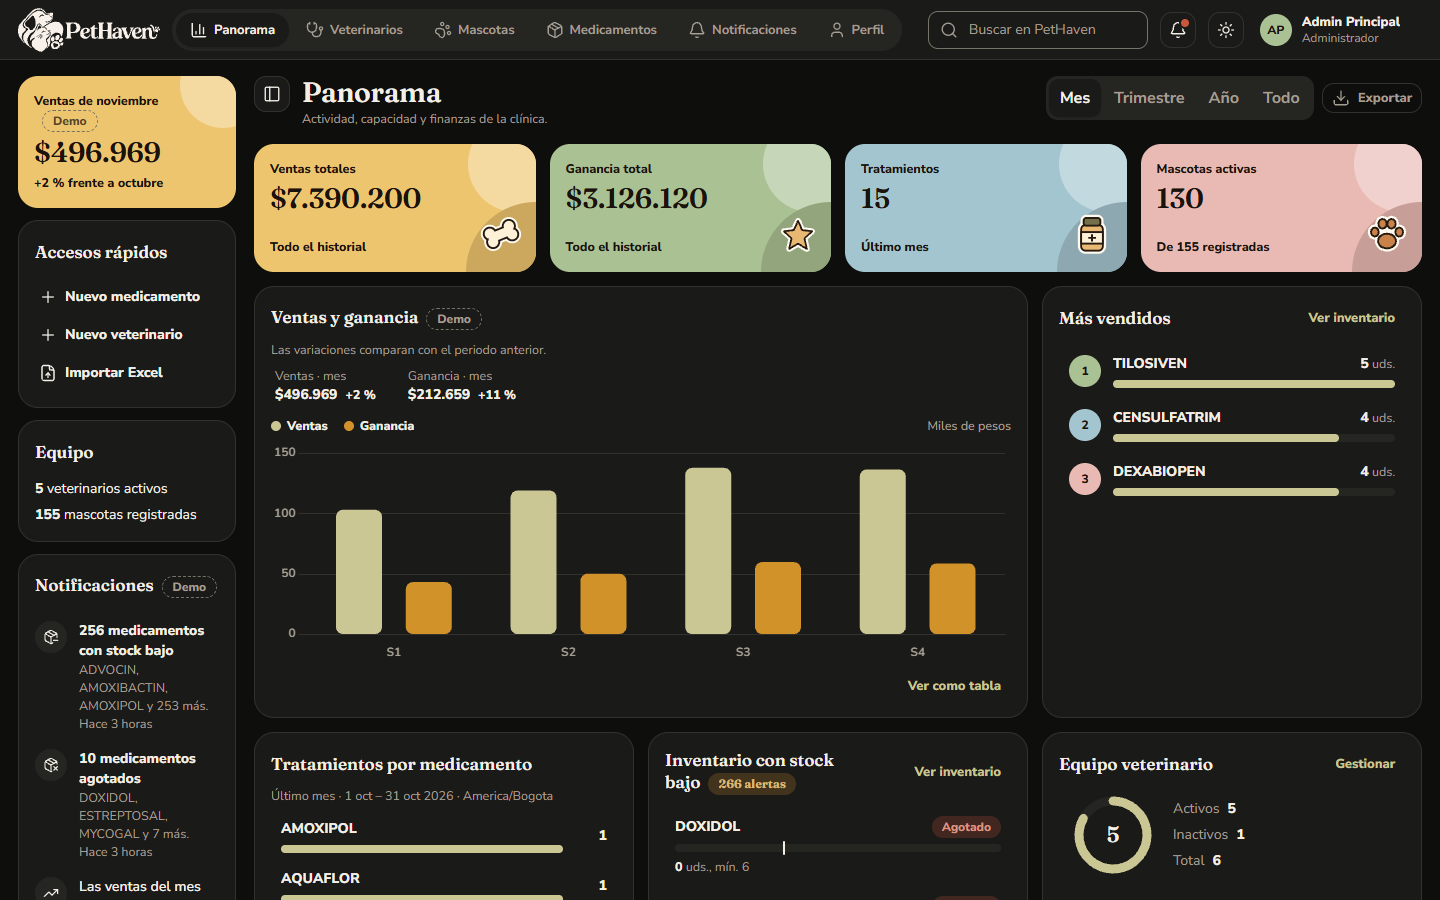 PetHaven
Panorama
Veterinarios
Mascotas
Medicamentos
Notificaciones
Perfil
Buscar en PetHaven
AP
Admin Principal
Administrador
Ventas de noviembre
Demo
$496.969
+2 % frente a octubre
Accesos rápidos
Nuevo medicamento
Nuevo veterinario
Importar Excel
Equipo
5 veterinarios activos
155 mascotas registradas
Notificaciones Demo
256 medicamentos
con stock bajo
ADVOCIN,
AMOXIBACTIN,
AMOXIPOL y 253 más.
Hace 3 horas
10 medicamentos
agotados
DOXIDOL,
ESTREPTOSAL,
MYCOGAL y 7 más.
Hace 3 horas
Las ventas del mes
Panorama
Actividad, capacidad y finanzas de la clínica.
Mes Trimestre Año Todo
Exportar
Ventas totales
$7.390.200
Todo el historial
Ganancia total
$3.126.120
Todo el historial
Tratamientos
15
Último mes
Mascotas activas
130
De 155 registradas
Ventas y ganancia Demo
Las variaciones comparan con el periodo anterior.
Ventas · mes
$496.969 +2 %
Ganancia · mes
$212.659 +11 %
Ventas Ganancia
Miles de pesos
150
100
50
0
S1 S2 S3 S4
Ver como tabla
Más vendidos
Ver inventario
1 TILOSIVEN 5 uds.
2 CENSULFATRIM 4 uds.
3 DEXABIOPEN 4 uds.
Tratamientos por medicamento
Último mes · 1 oct – 31 oct 2026 · America/Bogota
AMOXIPOL 1
AQUAFLOR 1
Inventario con stock
bajo 266 alertas
Ver inventario
DOXIDOL Agotado
0 uds., mín. 6
Equipo veterinario
Gestionar
5
Activos 5
Inactivos 1
Total 6